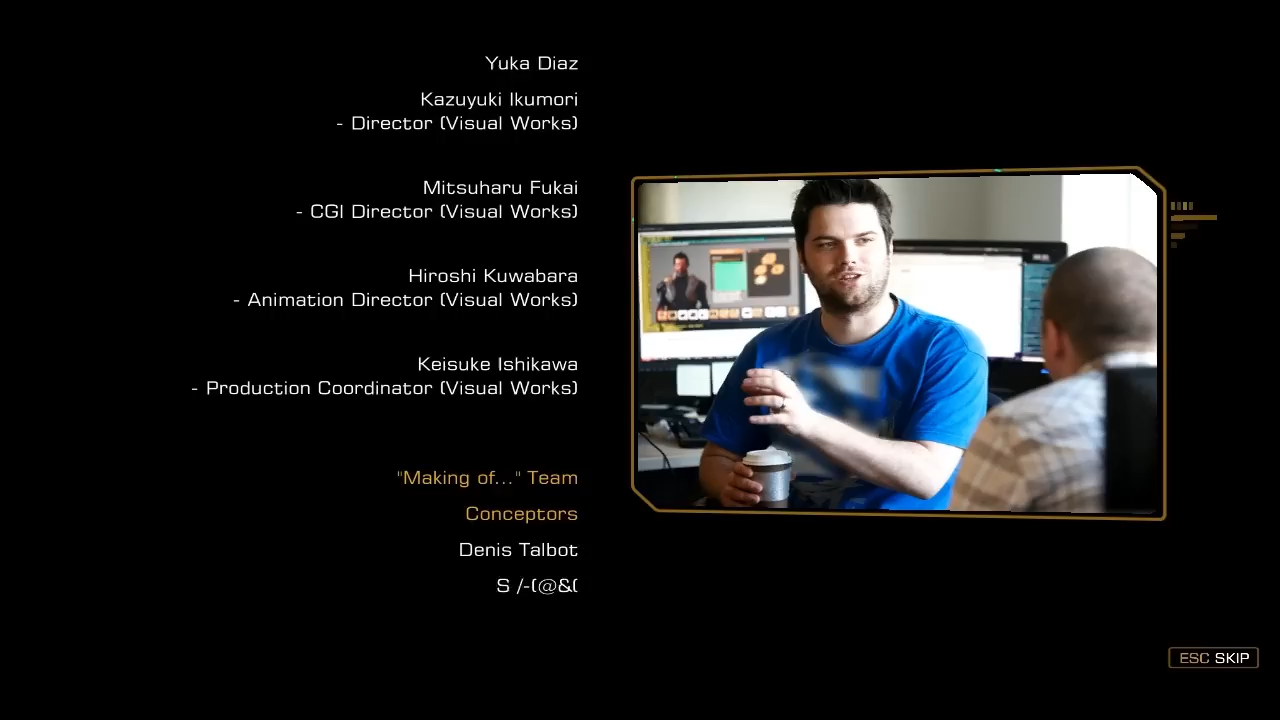 Yuka Diaz
Kazuyuki Ikumori
- Director (Visual Works)
Mitsuharu Fukai
- CGI Director (Visual Works)
Hiroshi Kuwabara
- Animation Director (Visual Works)
Keisuke Ishikawa
- Production Coordinator (Visual Works)
"Making of..." Team
Conceptors
Denis Talbot
S /-(@&(
ESC SKIP